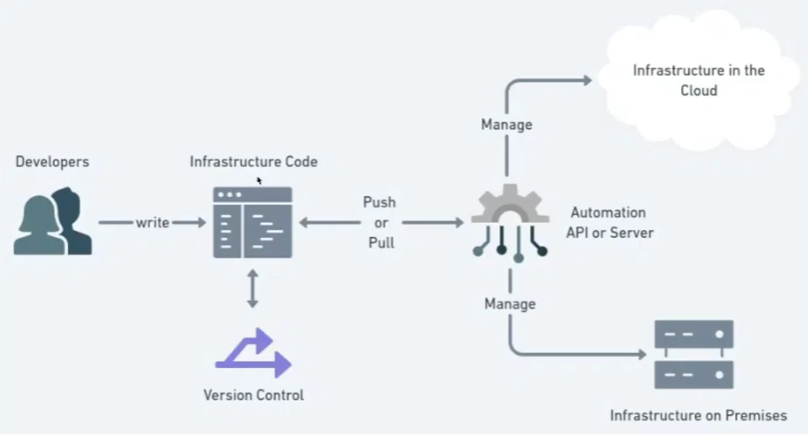 Infrastructure in the
Cloud
Manage
Developers
Infrastructure Code
write
Push
or
Pull
Automation
API or Server
Manage
Version Control
Infrastructure on Premises